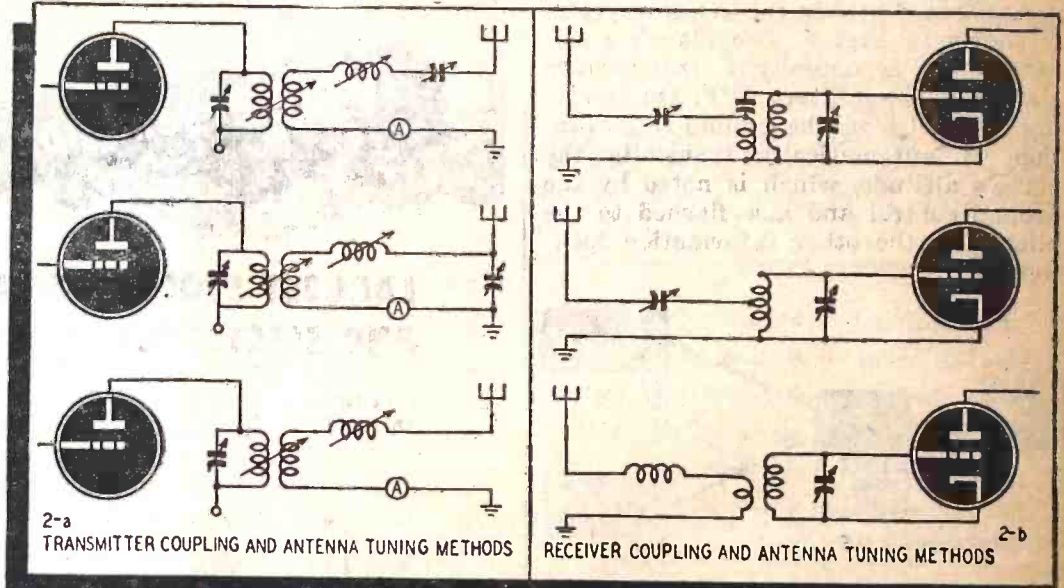 A
A
A
2-a
TRANSMITTER COUPLING AND ANTENNA TUNING METHODS
2-b
RECEIVER COUPLING AND ANTENNA TUNING METHODS